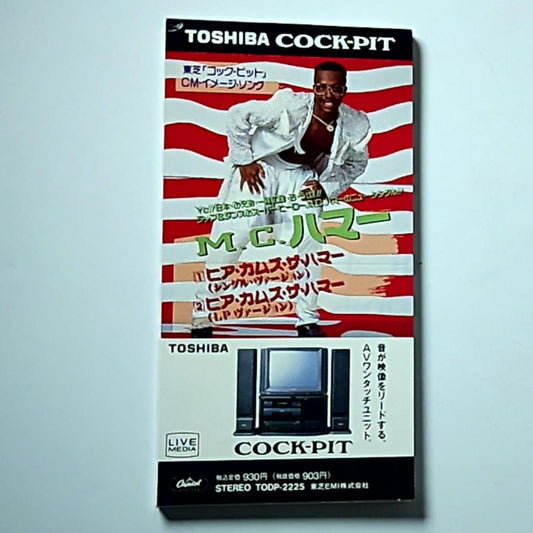 TOSHIBA COCK-PIT
東芝「コック・ピット」
CMイメージ・ソング
M.C.ハマー
[1] ヒア・カムズ・ザ・ハマー
(シングル・ヴァージョン)
[2] ヒア・カムズ・ザ・ハマー
(LPヴァージョン)
TOSHIBA
音が映像をリードする、
AVワンタッチユニット。
COCK-PIT
LIVE
MEDIA
Capitol
税込定価 930円 (税抜価格 903円)
STEREO TODP-2225 東芝EMI株式会社